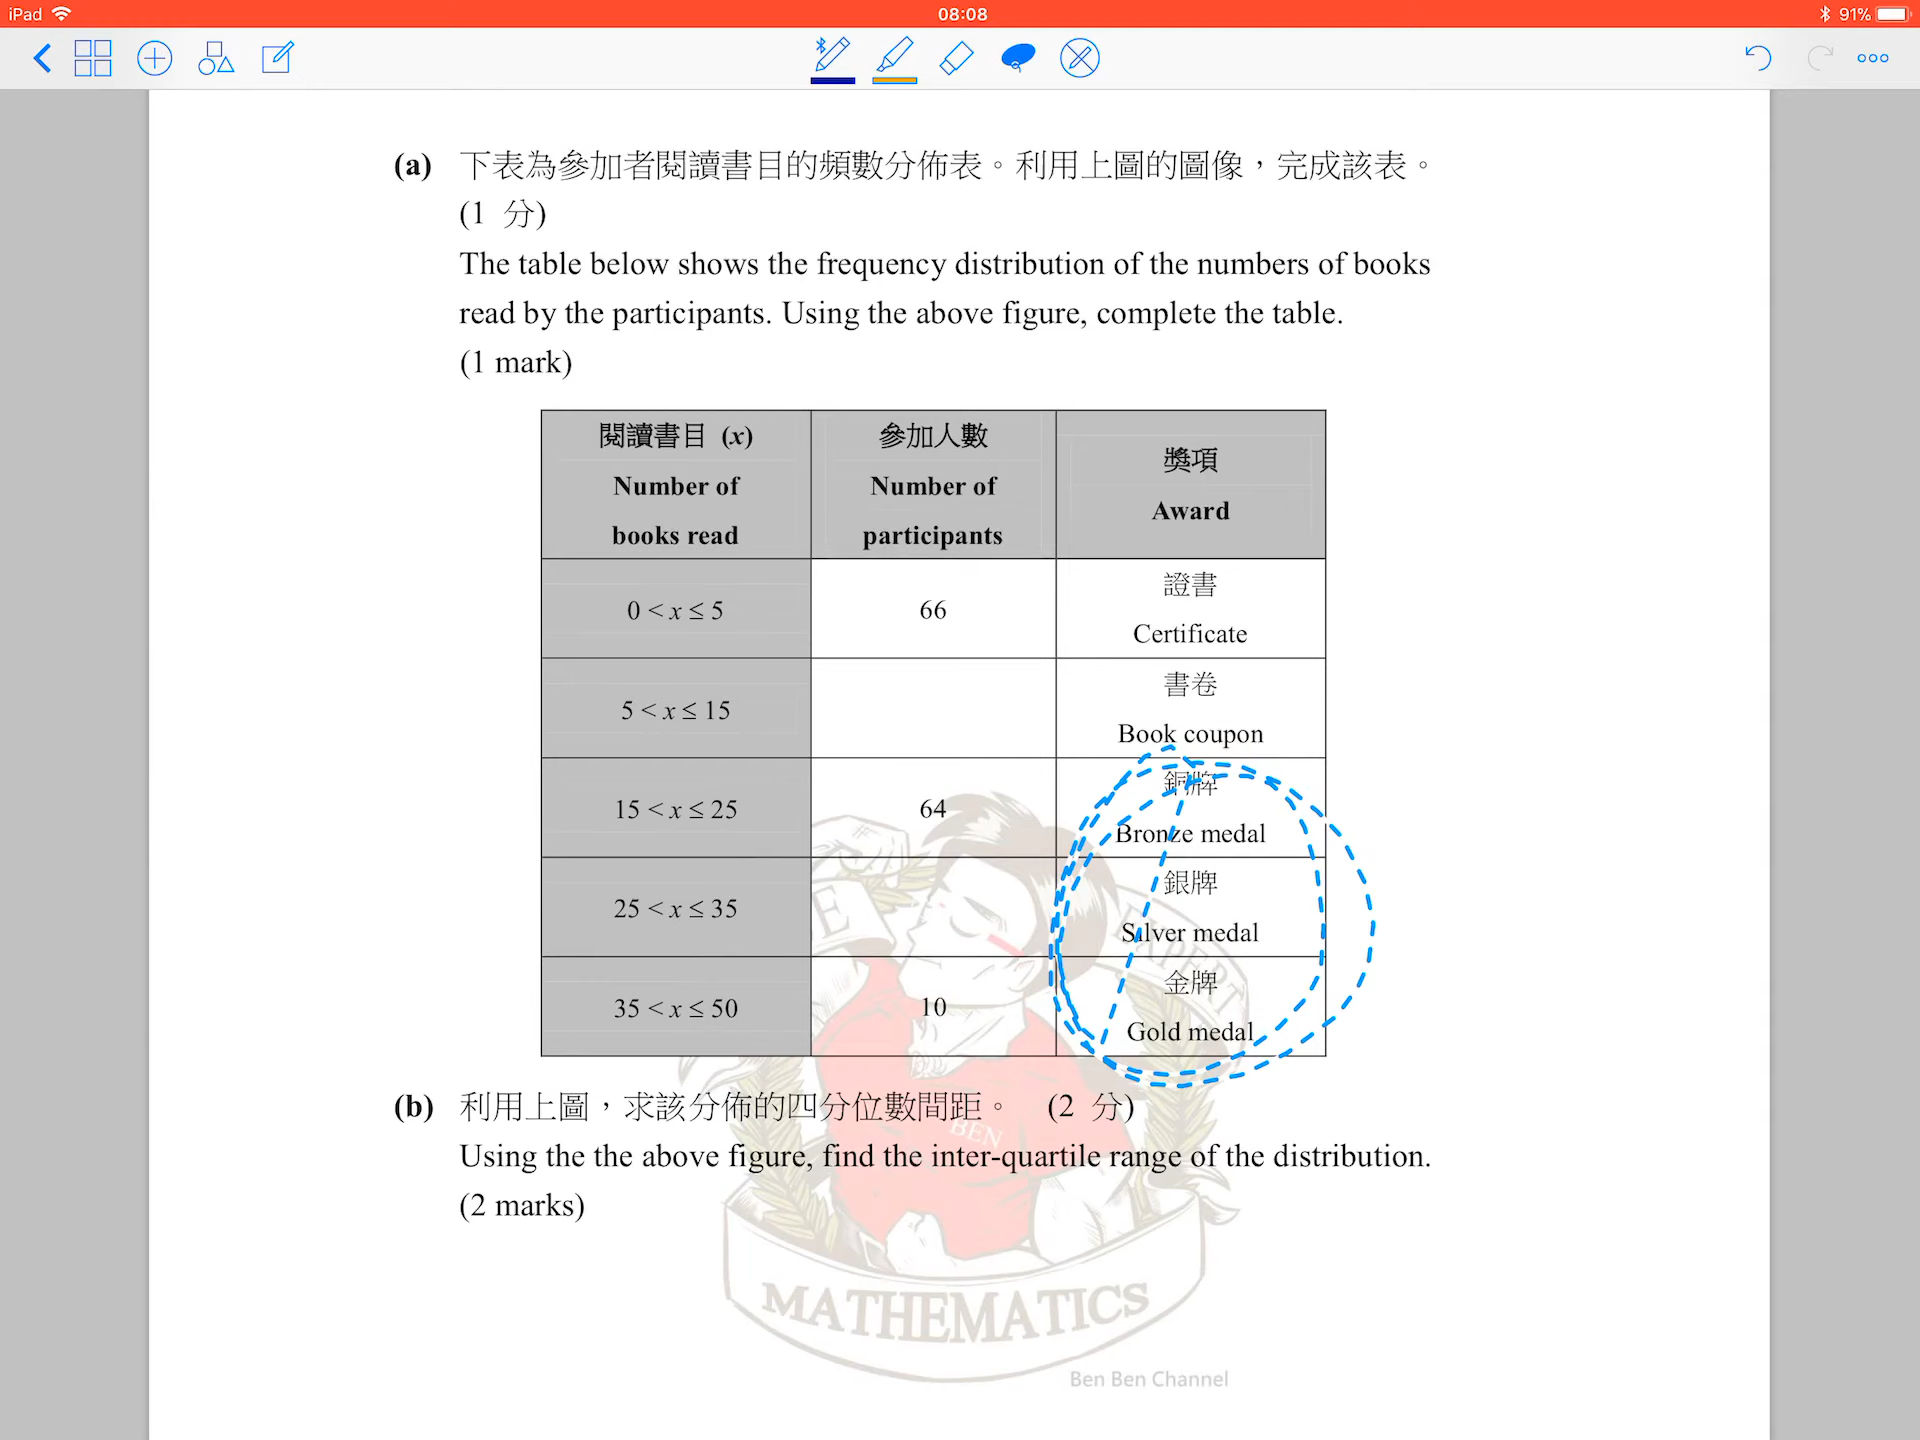 iPad
08:08
91%
(a) 下表為參加者閱讀書目的頻數分佈表。利用上圖的圖像，完成該表。
(1 分)
The table below shows the frequency distribution of the numbers of books
read by the participants. Using the above figure, complete the table.
(1 mark)
閱讀書目 (x)
Number of
books read
參加人數
Number of
participants
獎項
Award
0 < x ≤ 5
66
證書
Certificate
5 < x ≤ 15
書卷
Book coupon
15 < x ≤ 25
64
銅牌
Bronze medal
25 < x ≤ 35
銀牌
Silver medal
35 < x ≤ 50
10
金牌
Gold medal
(b) 利用上圖，求該分佈的四分位數間距。 (2 分)
Using the the above figure, find the inter-quartile range of the distribution.
(2 marks)
BEN
MATHEMATICS
Ben Ben Channel